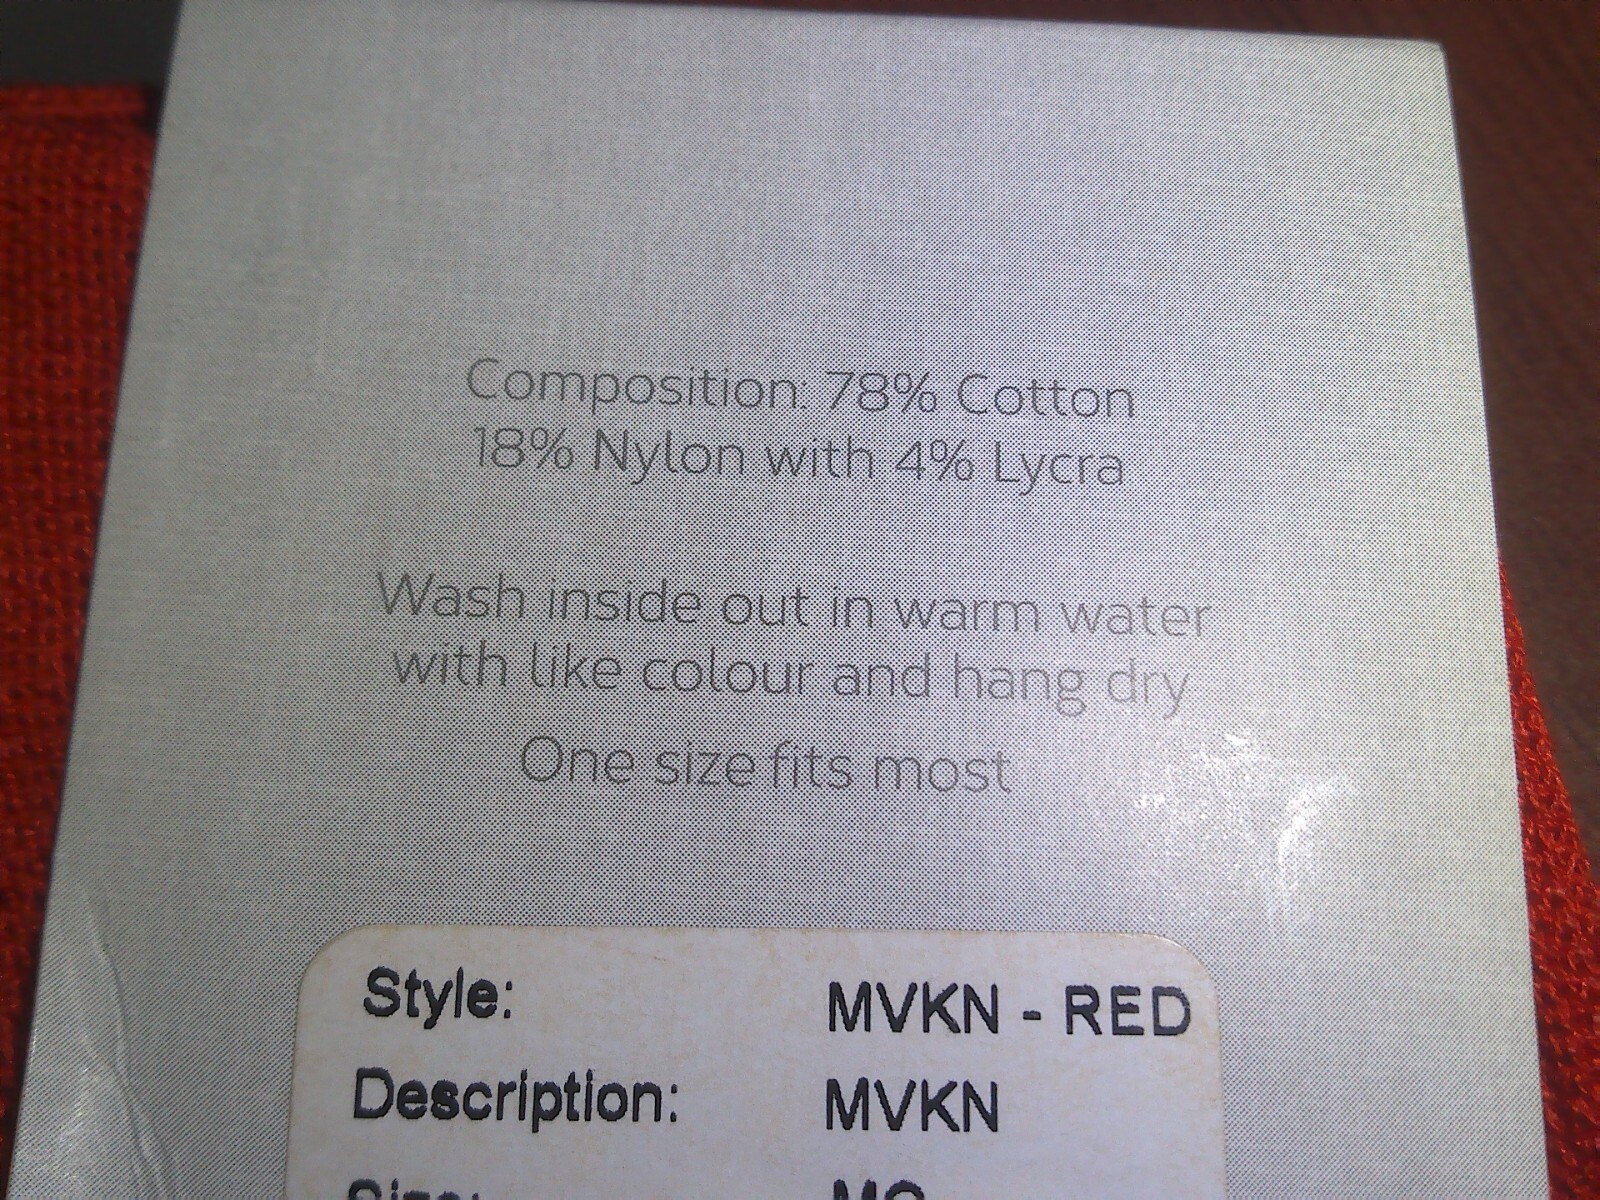 Composition: 78% Cotton
18% Nylon with 4% Lycra
Wash inside out in warm water
with like colour and hang dry
One size fits most
Style: MVKN - RED
Description: MVKN
Size: